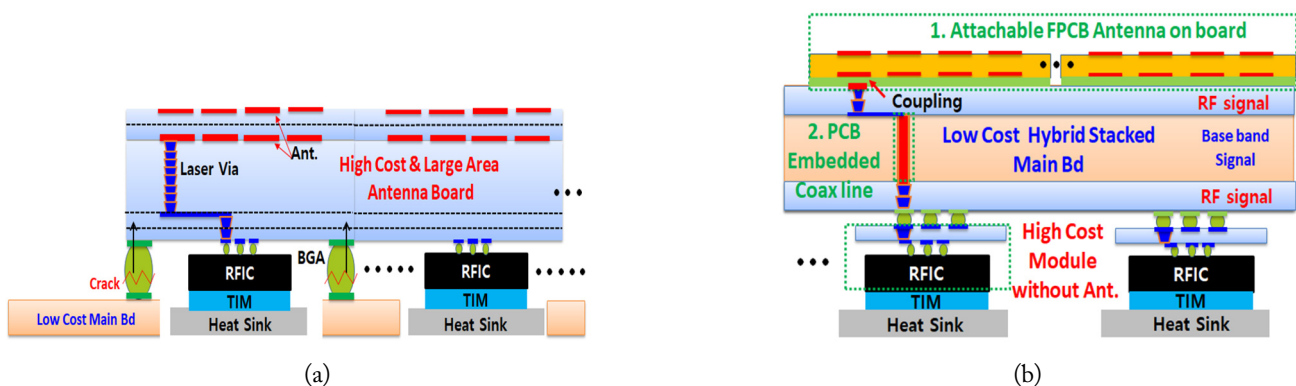 Ant.
Laser Via
High Cost & Large Area
Antenna Board
BGA
Crack
RFIC
RFIC
TIM
TIM
Low Cost Main Bd
Heat Sink
Heat Sink
(a)
1. Attachable FPCB Antenna on board
Coupling
RF signal
2. PCB
Embedded
Coax line
Low Cost Hybrid Stacked
Main Bd
Base band
Signal
RF signal
High Cost
Module
without Ant.
RFIC
RFIC
TIM
TIM
Heat Sink
Heat Sink
(b)